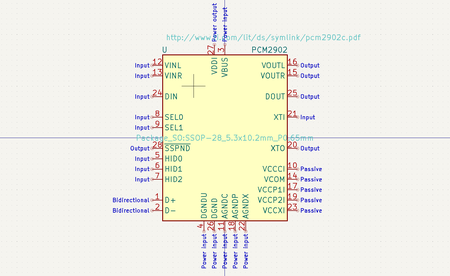 Power output
Power input
http://www. m/lit/ds/symlink/pcm2902c.pdf
U PCM2902
27 3
VDDI VBUS
Input 12 VINL VOUTL 16 Output
Input 13 VINR VOUTR 15 Output
Input 24 DIN DOUT 25 Output
Input 8 SEL0 XTI 21 Input
Input 9 SEL1
Package_SO:SSOP-28_5.3x10.2mm_P0.65mm
Output 28 SSPND XTO 20 Output
Input 5 HID0
Input 6 HID1 VCCCI 10 Passive
Input 7 HID2 VCOM 14 Passive
VCCP1I 17 Passive
Bidirectional 1 D+ VCCP2I 19 Passive
Bidirectional 2 D- VCCXI 23 Passive
DGNDU DGND AGNDC AGNDP AGNDX
4 26 11 18 22
Power input Power input Power input Power input Power input